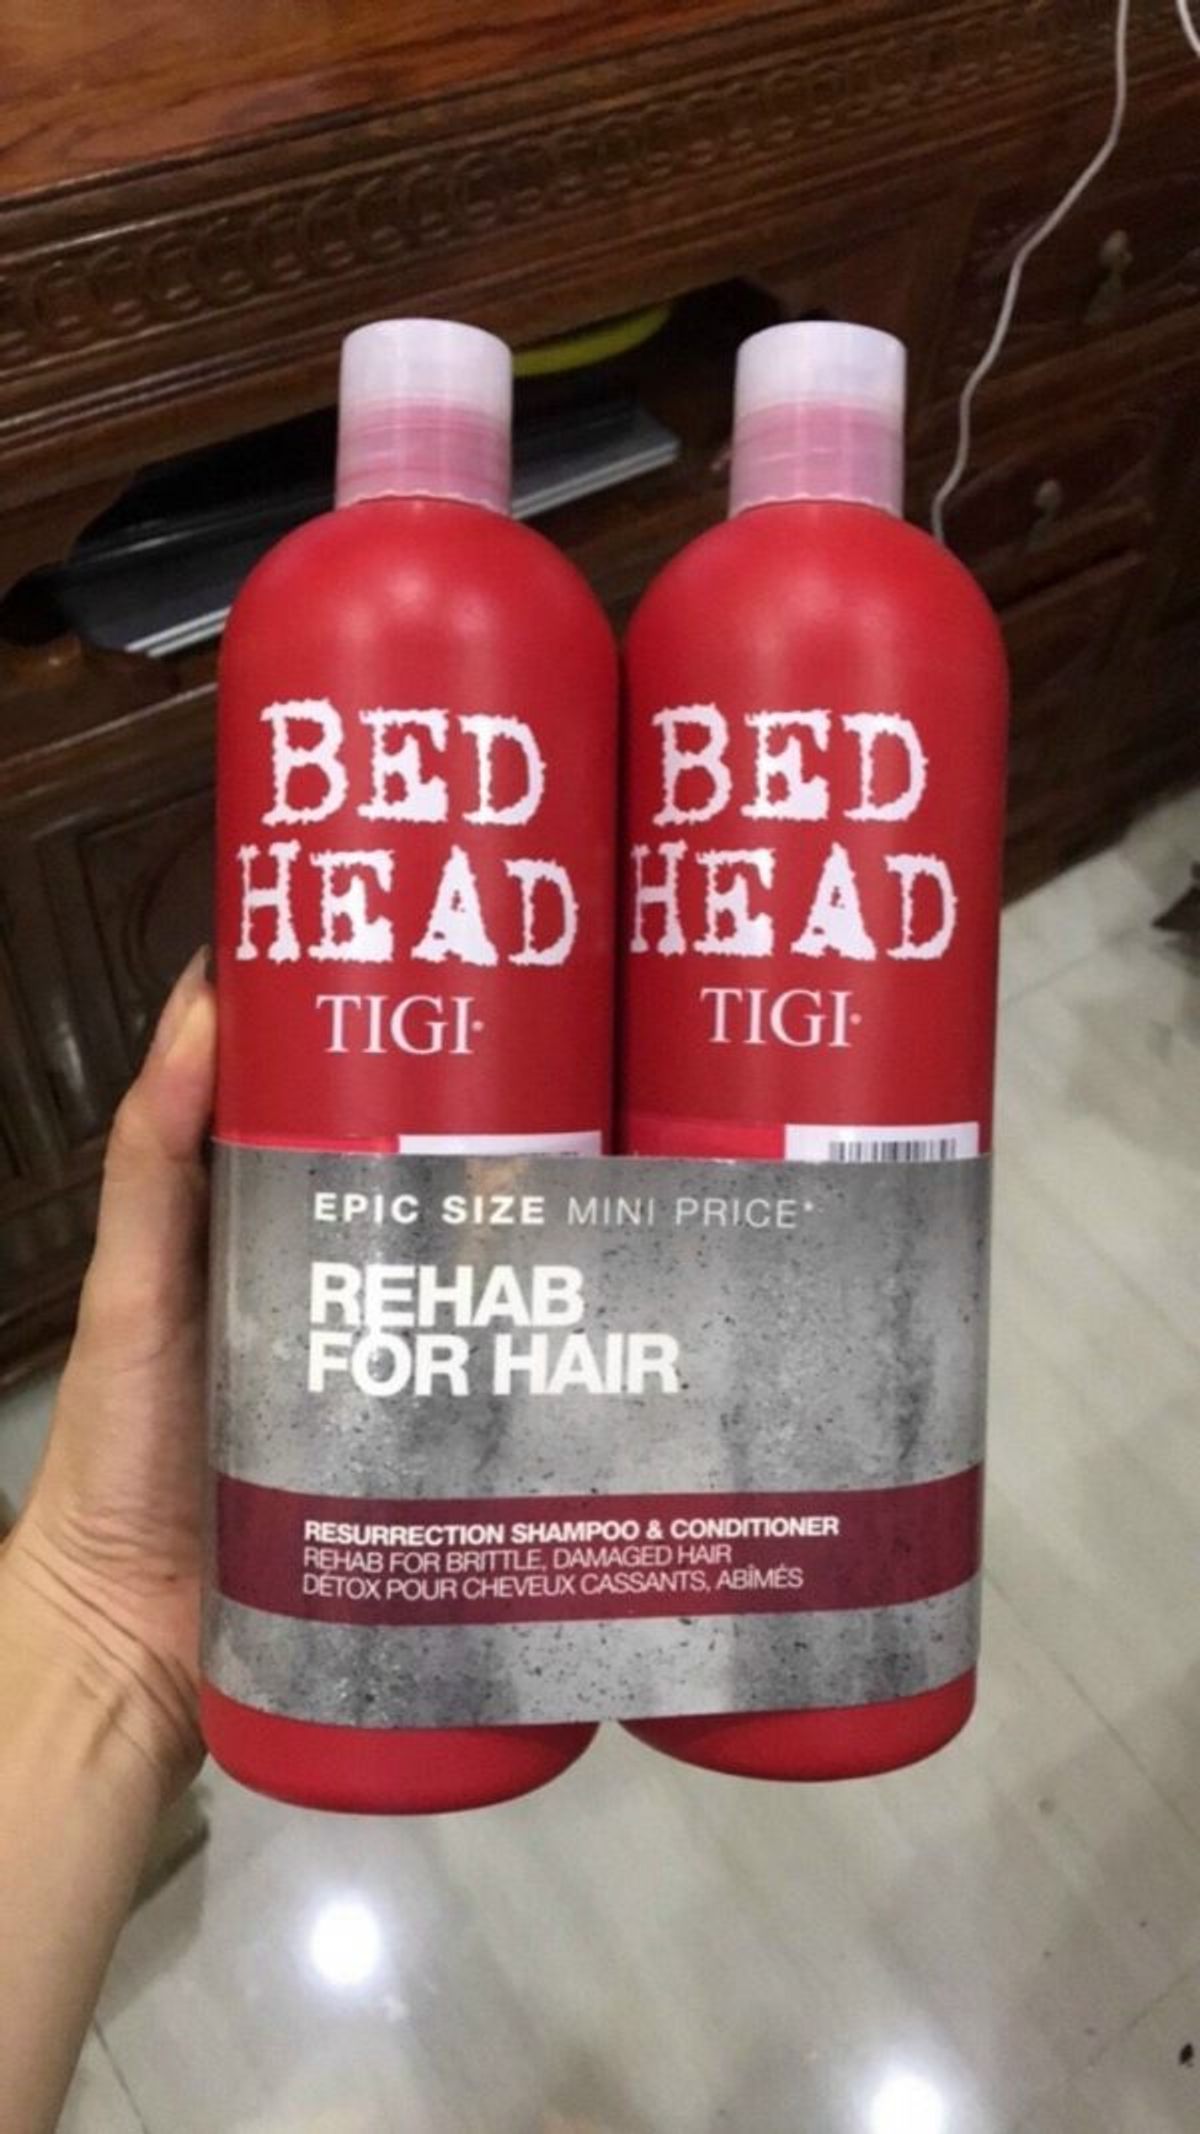 BED
HEAD
TIGI
BED
HEAD
TIGI
EPIC SIZE MINI PRICE*
REHAB
FOR HAIR
RESURRECTION SHAMPOO & CONDITIONER
REHAB FOR BRITTLE, DAMAGED HAIR
DÉTOX POUR CHEVEUX CASSANTS, ABÎMÉS